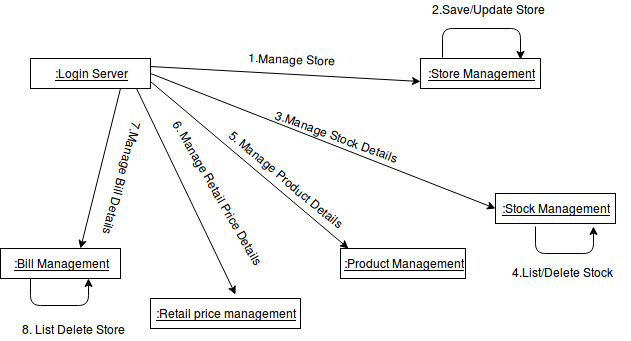 2.Save/Update Store
1.Manage Store
:Login Server
:Store Management
3.Manage Stock Details
7.Manage Bill Details
6. Manage Retail Price Details
5. Manage Product Details
:Stock Management
:Bill Management
:Product Management
4.List/Delete Stock
:Retail price management
8. List Delete Store